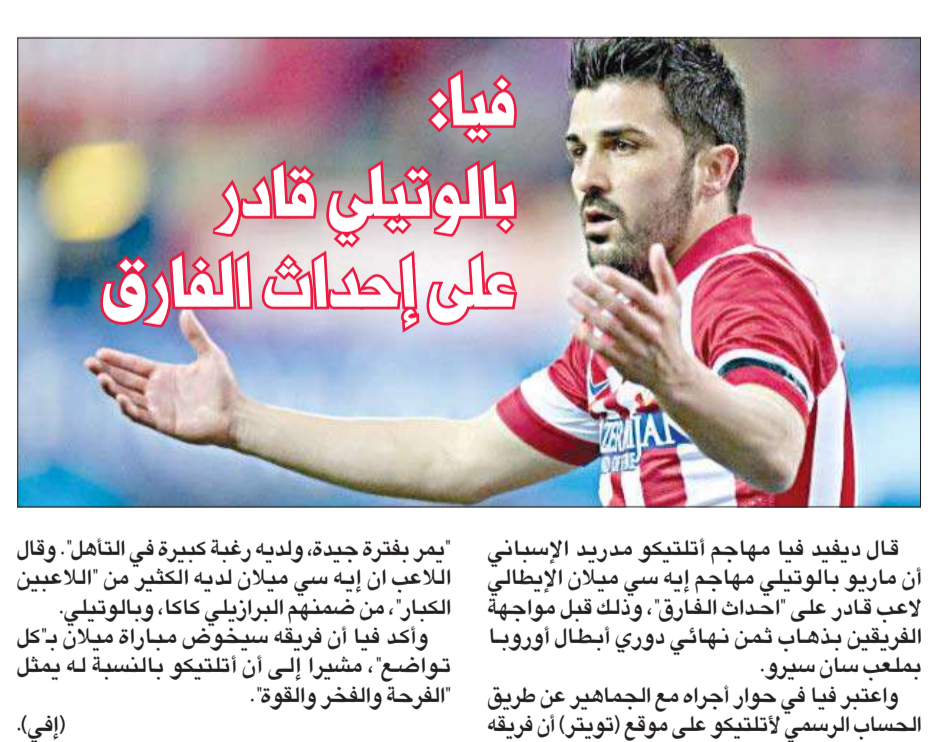 فيا:
بالوتيلي قادر
على إحداث الفارق
ZERBAIJAN
قال ديفيد فيا مهاجم أتلتيكو مدريد الإسباني
أن ماريو بالوتيلي مهاجم إيه سي ميلان الإيطالي
لاعب قادر على "احداث الفارق"، وذلك قبل مواجهة
الفريقين بذهاب ثمن نهائي دوري أبطال أوروبا
بملعب سان سيرو.
واعتبر فيا في حوار أجراه مع الجماهير عن طريق
الحساب الرسمي لأتلتيكو على موقع (تويتر) أن فريقه
"يمر بفترة جيدة، ولديه رغبة كبيرة في التأهل". وقال
اللاعب ان إيه سي ميلان لديه الكثير من "اللاعبين
الكبار"، من ضمنهم البرازيلي كاكا، وبالوتيلي.
وأكد فيا أن فريقه سيخوض مباراة ميلان بـ"كل
تواضع"، مشيرا إلى أن أتلتيكو بالنسبة له يمثل
"الفرحة والفخر والقوة".
(إفي).